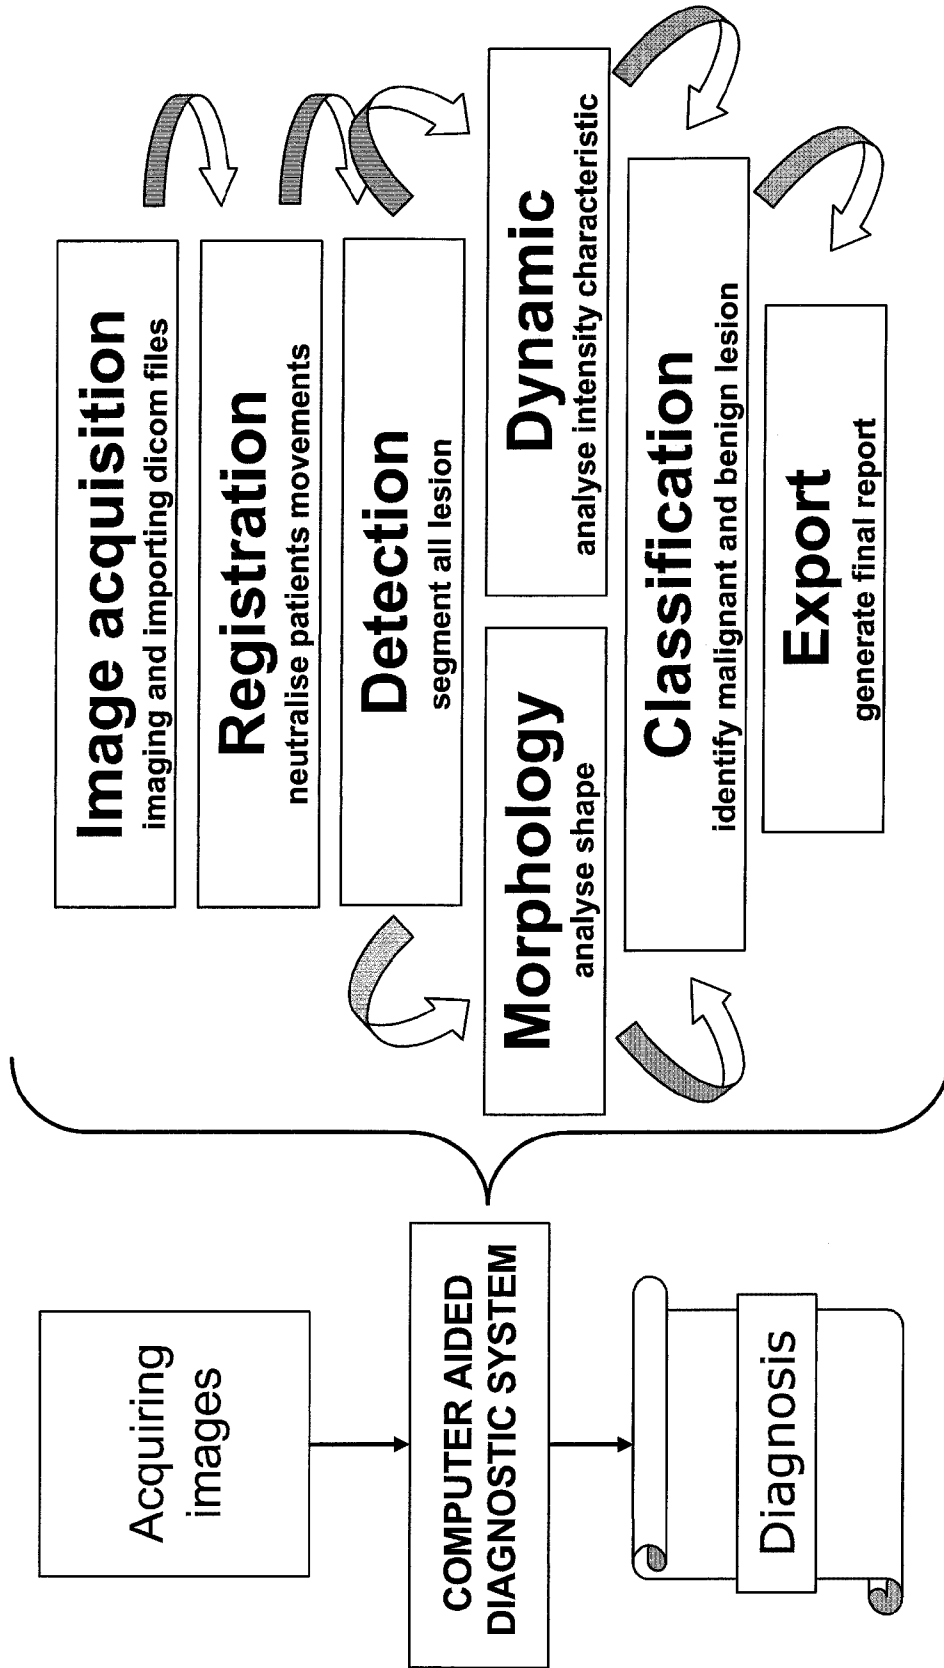 Acquiring
images
COMPUTER AIDED
DIAGNOSTIC SYSTEM
Diagnosis
Image acquisition
imaging and importing dicom files
Registration
neutralise patients movements
Detection
segment all lesion
Morphology
analyse shape
Dynamic
analyse intensity characteristic
Classification
identify malignant and benign lesion
Export
generate final report